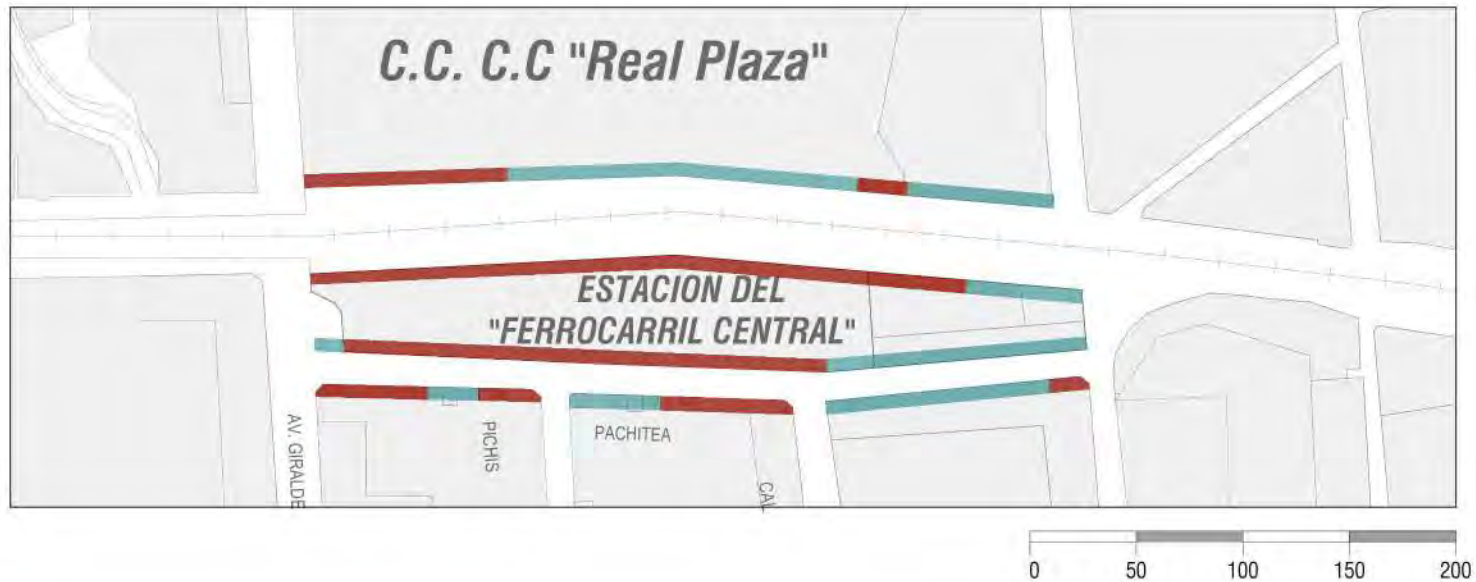 C.C. C.C "Real Plaza"
ESTACION DEL
"FERROCARRIL CENTRAL"
AV. GIRALDE
PICHIS
PACHITEA
CAL
0 50 100 150 200